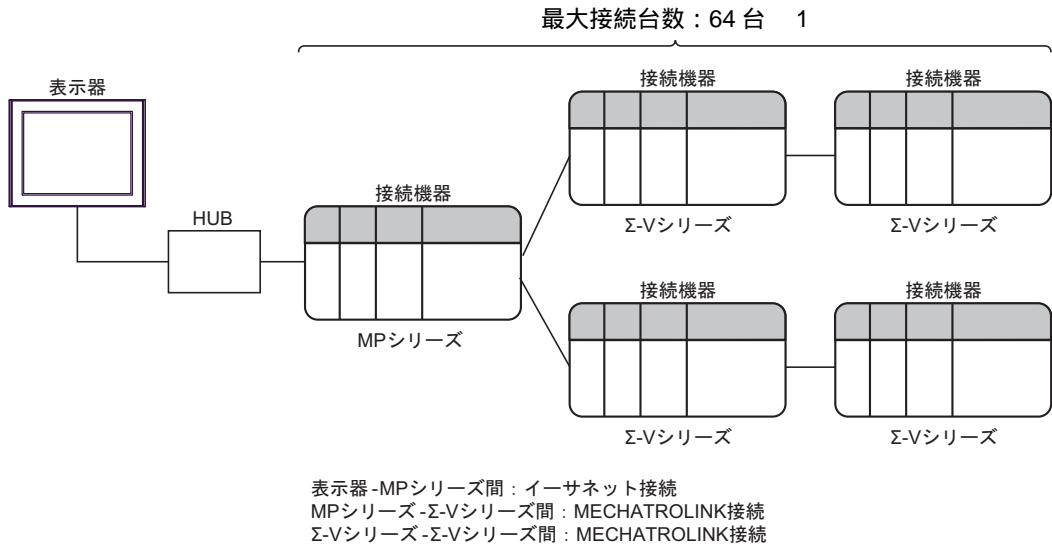 最大接続台数：64 台 1
表示器
HUB
接続機器
MPシリーズ
接続機器
Σ-Vシリーズ
接続機器
Σ-Vシリーズ
接続機器
Σ-Vシリーズ
接続機器
Σ-Vシリーズ
表示器-MPシリーズ間：イーサネット接続
MPシリーズ-Σ-Vシリーズ間：MECHATROLINK接続
Σ-Vシリーズ-Σ-Vシリーズ間：MECHATROLINK接続